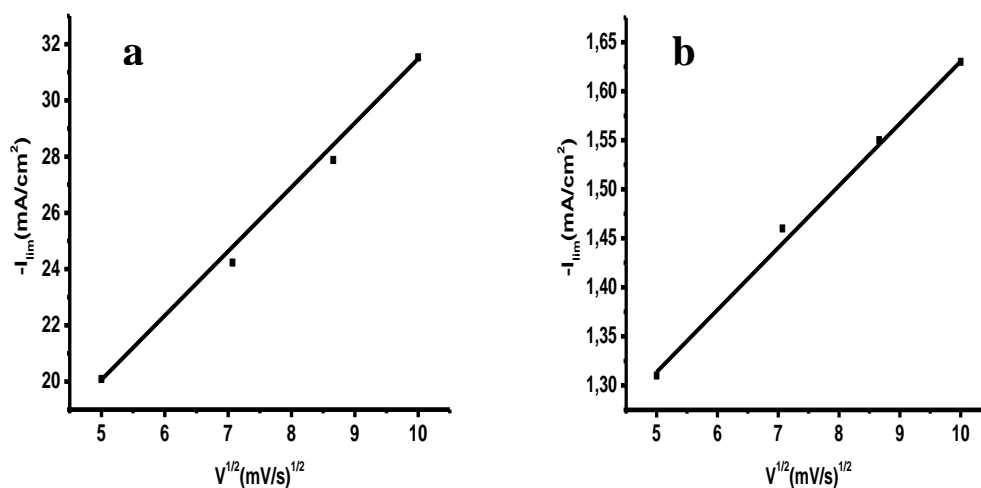 a
32
30
28
26
24
22
20
-I_lim(mA/cm²)
5 6 7 8 9 10
V^1/2(mV/s)^1/2
b
1,65
1,60
1,55
1,50
1,45
1,40
1,35
1,30
-I_lim(mA/cm²)
5 6 7 8 9 10
V^1/2(mV/s)^1/2